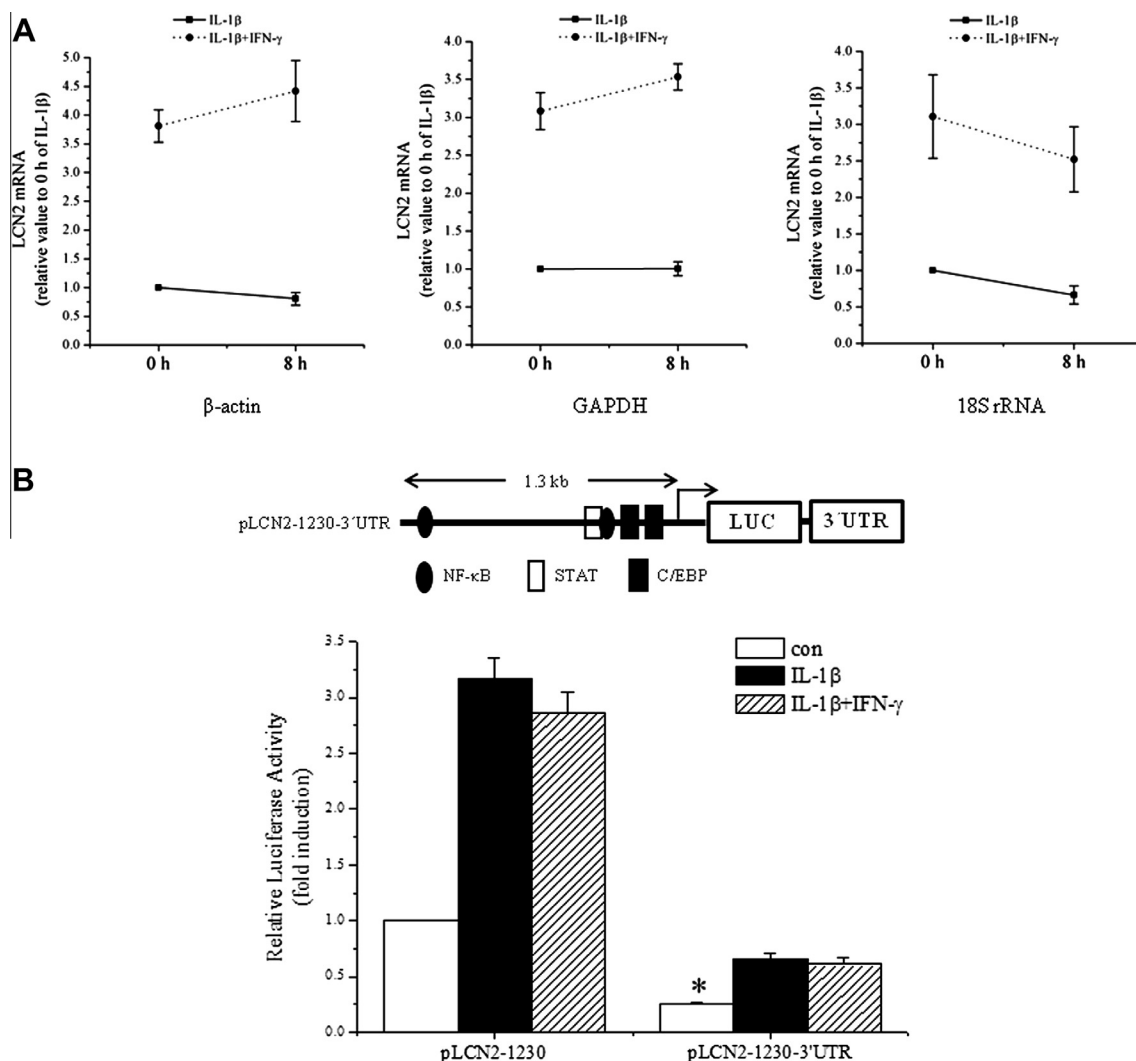 A
IL-1β
IL-1β+IFN-γ
LCN2 mRNA
(relative value to 0 h of IL-1β)
5.0
4.5
4.0
3.5
3.0
2.5
2.0
1.5
1.0
0.5
0.0
0 h
8 h
β-actin
IL-1β
IL-1β+IFN-γ
LCN2 mRNA
(relative value to 0 h of IL-1β)
4.0
3.5
3.0
2.5
2.0
1.5
1.0
0.5
0.0
0 h
8 h
GAPDH
IL-1β
IL-1β+IFN-γ
LCN2 mRNA
(relative value to 0 h of IL-1β)
4.0
3.5
3.0
2.5
2.0
1.5
1.0
0.5
0.0
0 h
8 h
18S rRNA
B
1.3 kb
pLCN2-1230-3´UTR
LUC
3´UTR
NF-κB
STAT
C/EBP
Relative Luciferase Activity
(fold induction)
3.5
3.0
2.5
2.0
1.5
1.0
0.5
0.0
con
IL-1β
IL-1β+IFN-γ
*
pLCN2-1230
pLCN2-1230-3'UTR